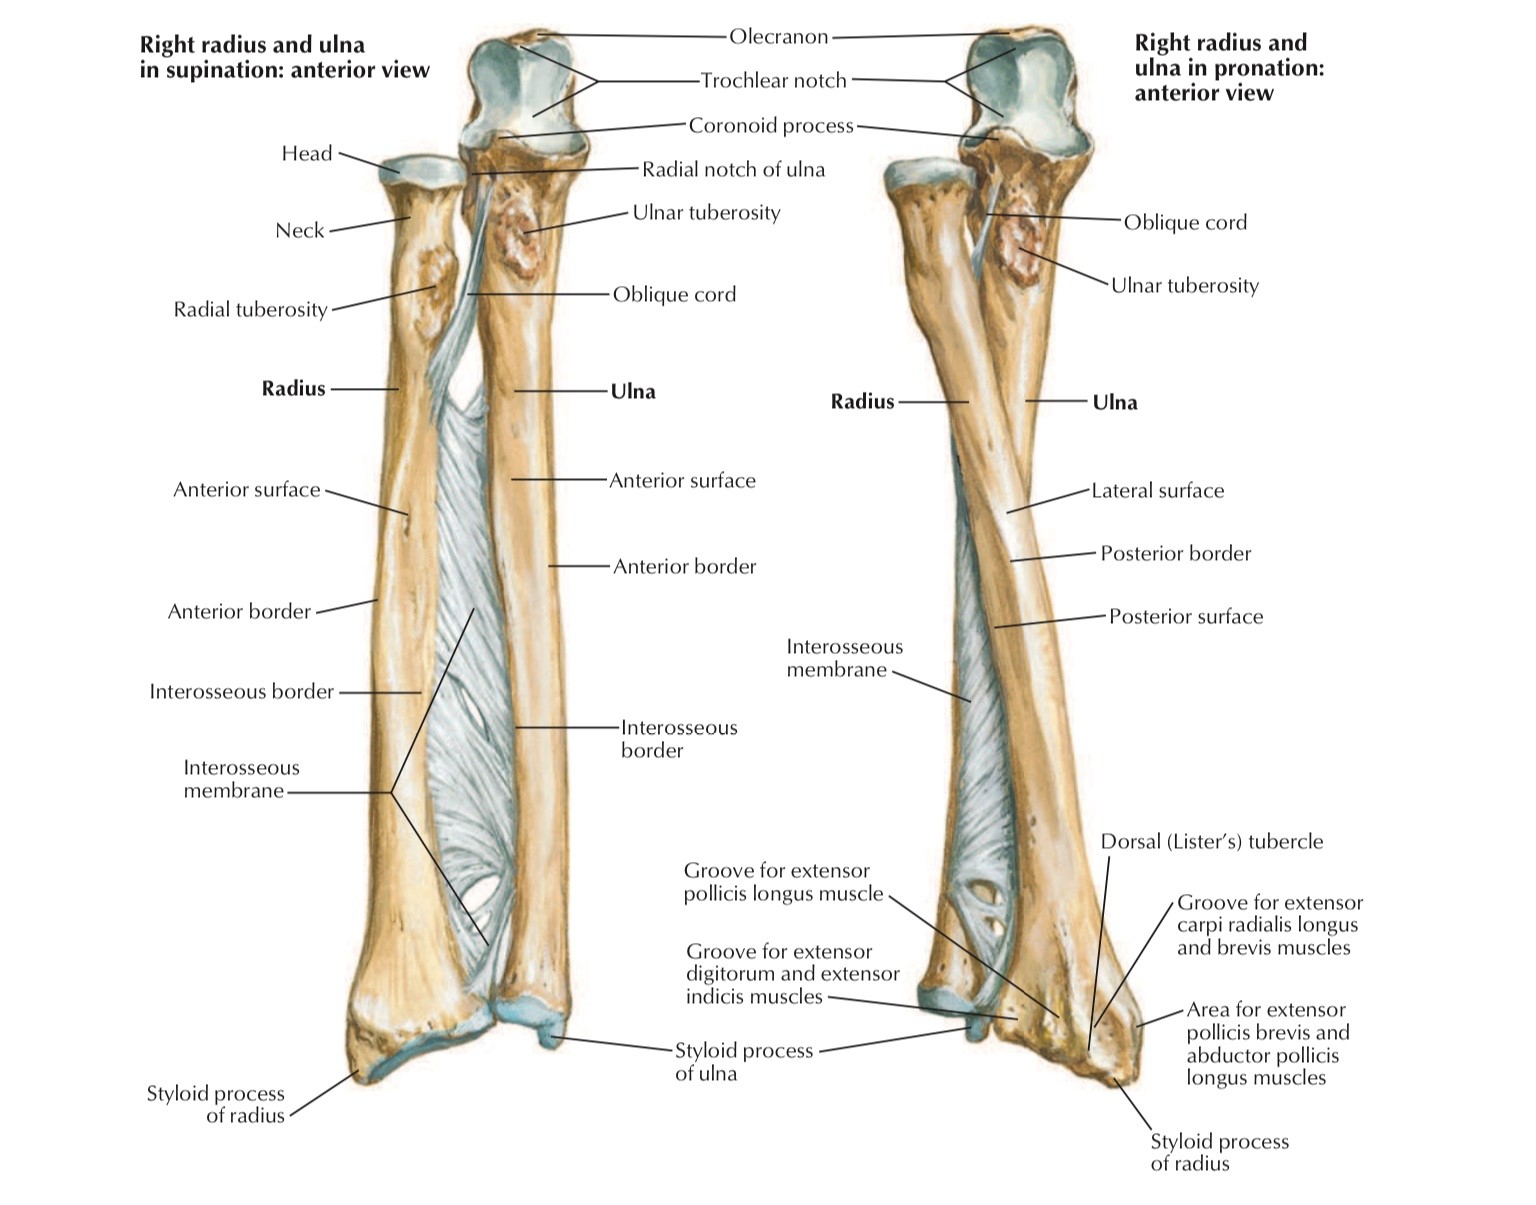 Right radius and ulna
in supination: anterior view
Olecranon
Trochlear notch
Coronoid process
Radial notch of ulna
Ulnar tuberosity
Oblique cord
Ulna
Anterior surface
Anterior border
Interosseous
border
Head
Neck
Radial tuberosity
Radius
Anterior surface
Anterior border
Interosseous border
Interosseous
membrane
Styloid process
of radius
Styloid process
of ulna
Right radius and
ulna in pronation:
anterior view
Oblique cord
Ulnar tuberosity
Radius
Ulna
Lateral surface
Posterior border
Posterior surface
Interosseous
membrane
Groove for extensor
pollicis longus muscle
Groove for extensor
digitorum and extensor
indicis muscles
Dorsal (Lister's) tubercle
Groove for extensor
carpi radialis longus
and brevis muscles
Area for extensor
pollicis brevis and
abductor pollicis
longus muscles
Styloid process
of radius